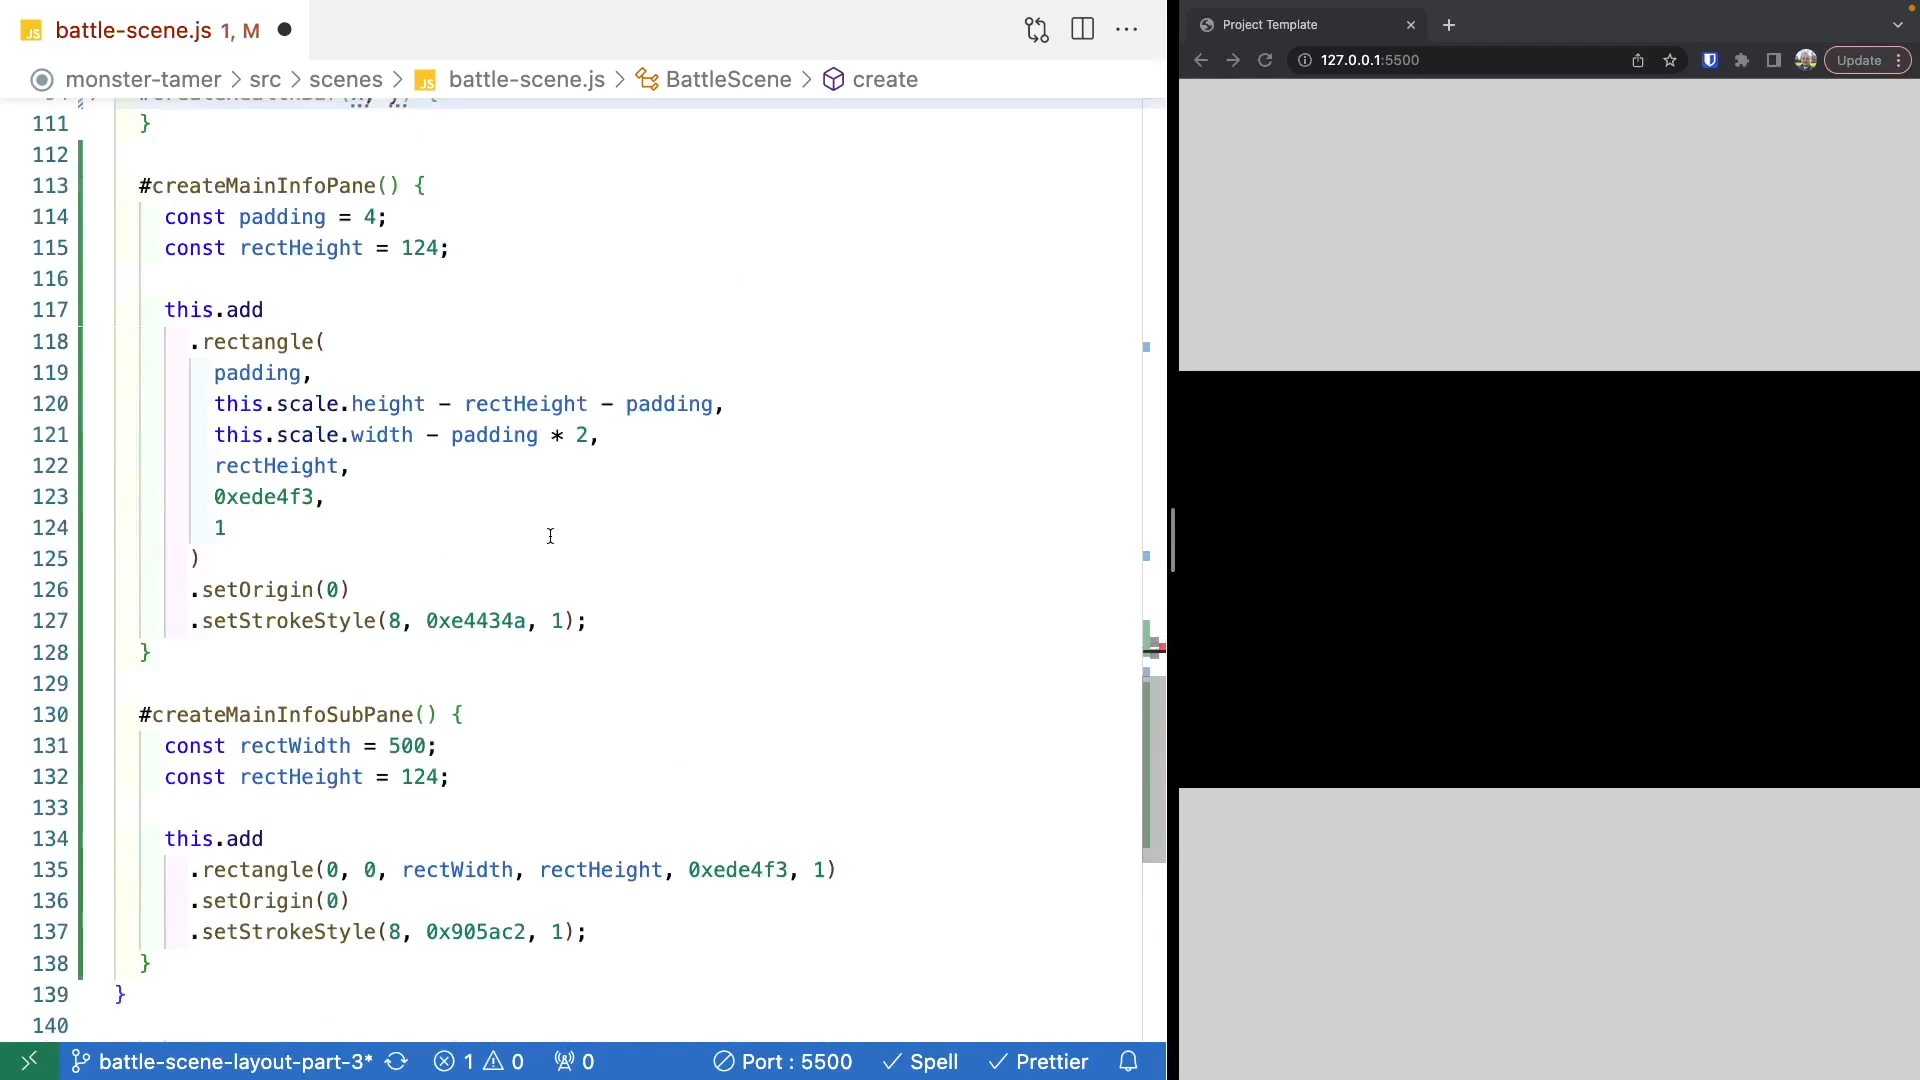 JS battle-scene.js 1, M
monster-tamer > src > scenes > JS battle-scene.js > BattleScene > create
111 }
112
113 #createMainInfoPane() {
114 const padding = 4;
115 const rectHeight = 124;
116
117 this.add
118 .rectangle(
119 padding,
120 this.scale.height - rectHeight - padding,
121 this.scale.width - padding * 2,
122 rectHeight,
123 0xede4f3,
124 1
125 )
126 .setOrigin(0)
127 .setStrokeStyle(8, 0xe4434a, 1);
128 }
129
130 #createMainInfoSubPane() {
131 const rectWidth = 500;
132 const rectHeight = 124;
133
134 this.add
135 .rectangle(0, 0, rectWidth, rectHeight, 0xede4f3, 1)
136 .setOrigin(0)
137 .setStrokeStyle(8, 0x905ac2, 1);
138 }
139 }
140
battle-scene-layout-part-3* 1 0 0 Port : 5500 Spell Prettier
Project Template
127.0.0.1:5500 Update